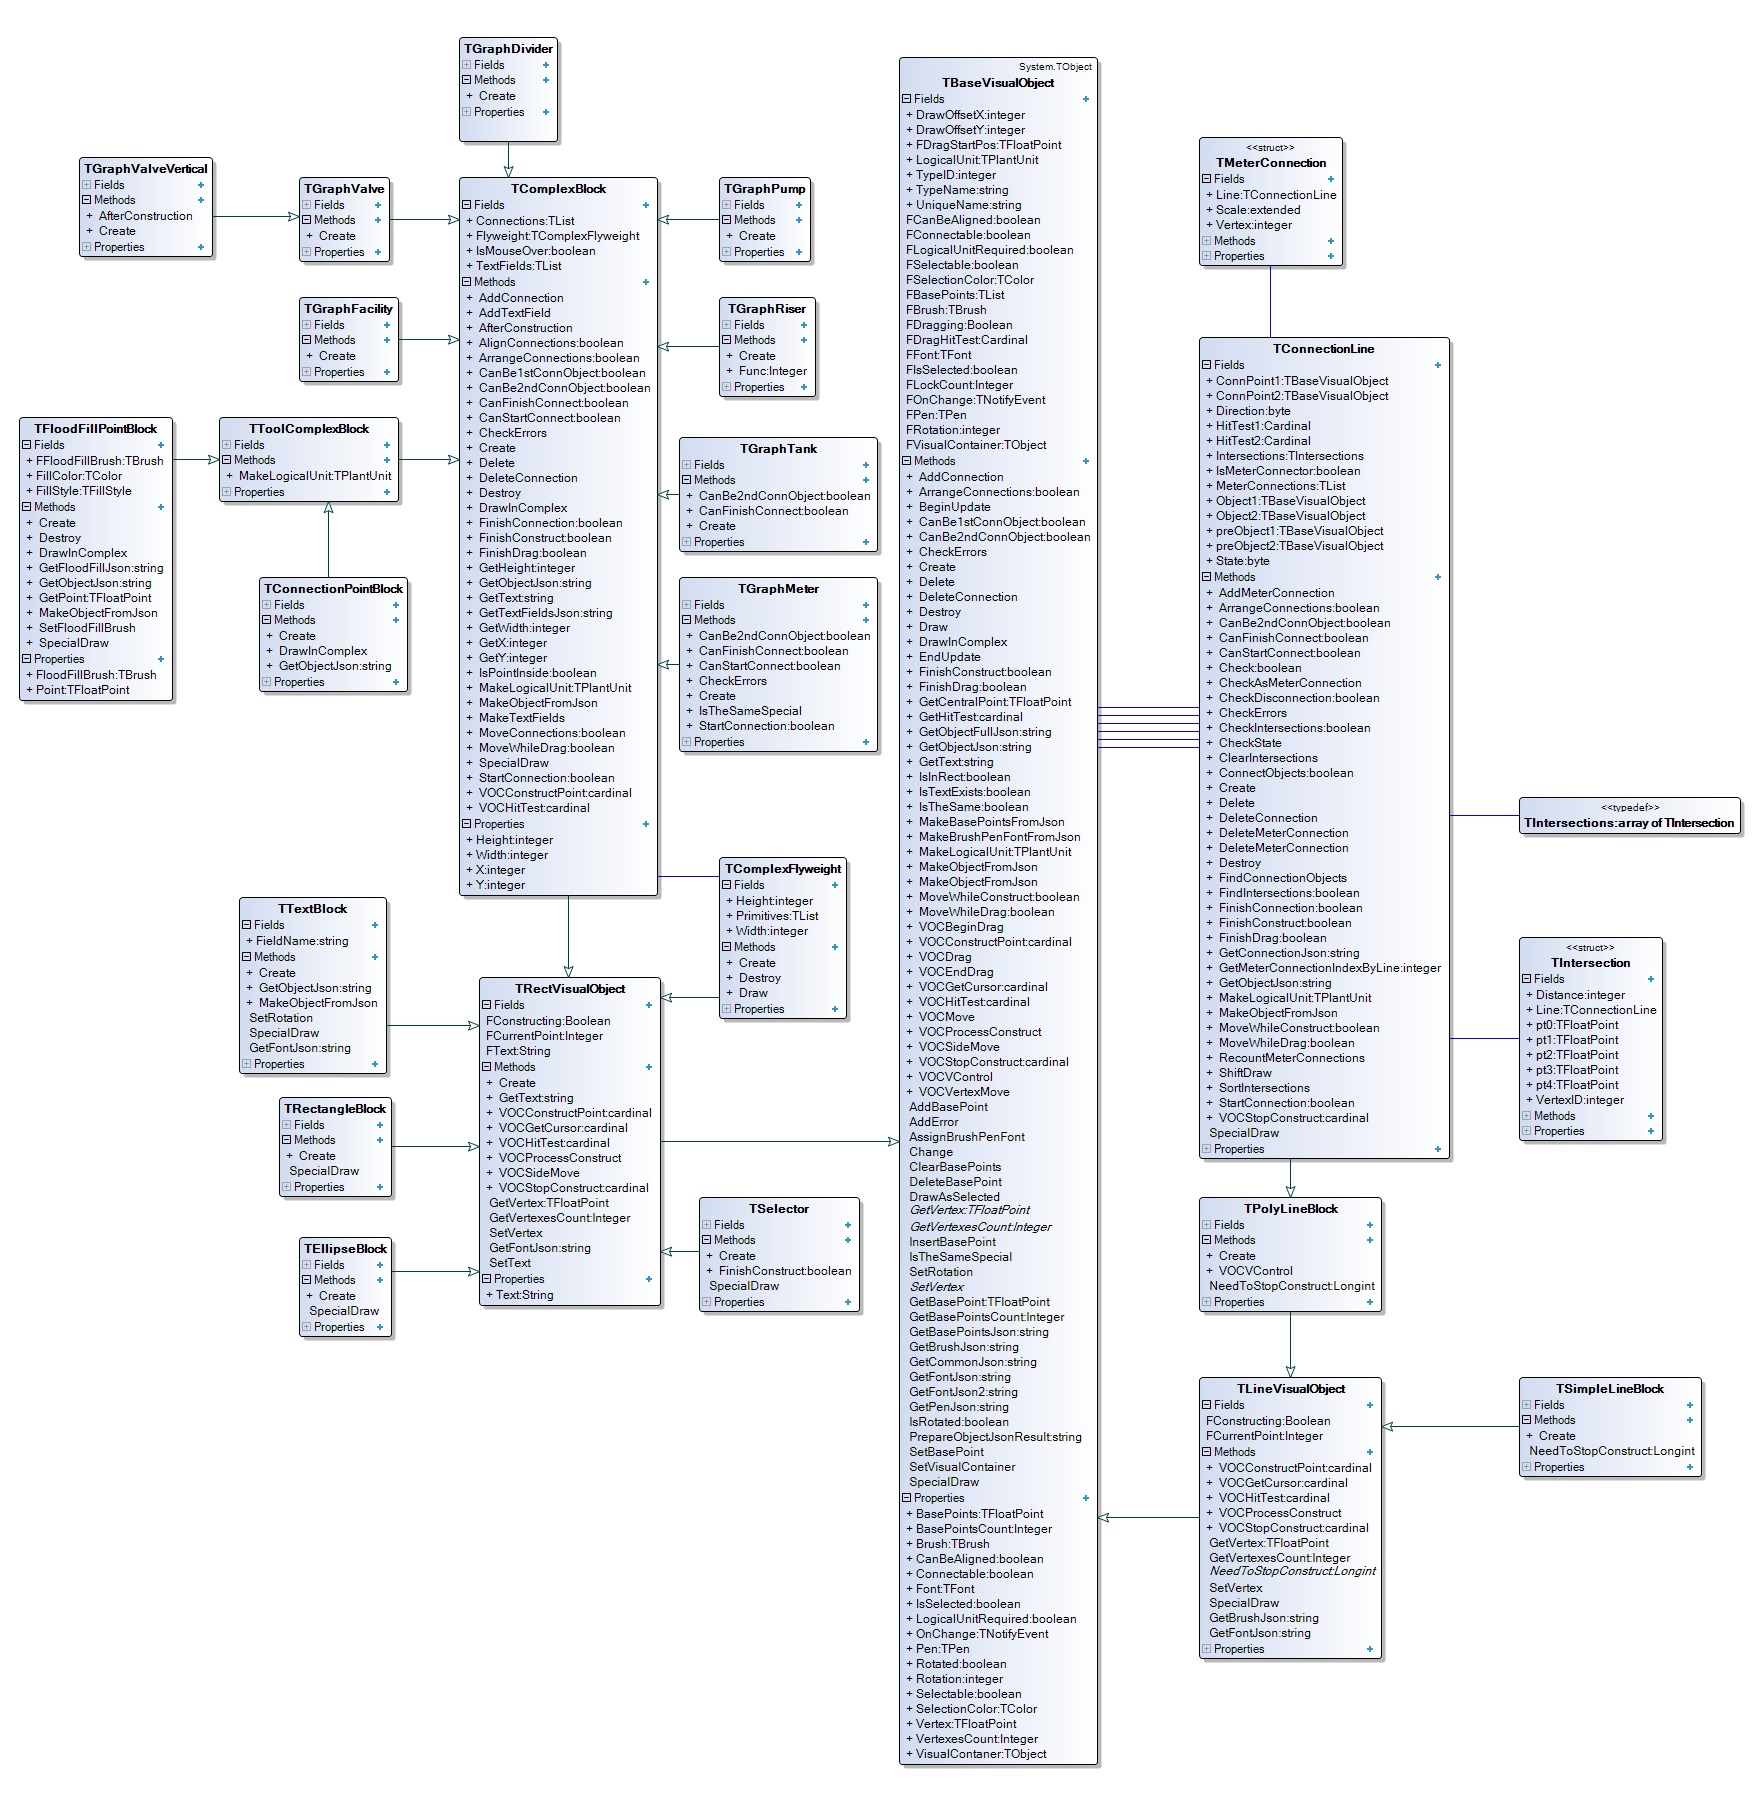 TGraphDivider
Fields
Methods
+ Create
Properties
TGraphValveVertical
Fields
Methods
+ AfterConstruction
+ Create
Properties
TGraphValve
Fields
Methods
+ Create
Properties
TGraphFacility
Fields
Methods
+ Create
Properties
TFloodFillPointBlock
Fields
+ FFloodFillBrush:TBrush
+ FillColor:TColor
+ FillStyle:TFillStyle
Methods
+ Create
+ Destroy
+ DrawInComplex
+ GetFloodFillJson:string
+ GetObjectJson:string
+ GetPoint:TFloatPoint
+ MakeObjectFromJson
+ SetFloodFillBrush
+ SpecialDraw
Properties
+ FloodFillBrush:TBrush
+ Point:TFloatPoint
TToolComplexBlock
Fields
Methods
+ MakeLogicalUnit:TPlantUnit
Properties
TConnectionPointBlock
Fields
Methods
+ Create
+ DrawInComplex
+ GetObjectJson:string
Properties
TComplexBlock
Fields
+ Connections:TList
+ Flyweight:TComplexFlyweight
+ IsMouseOver:boolean
+ TextFields:TList
Methods
+ AddConnection
+ AddTextField
+ AfterConstruction
+ AlignConnections:boolean
+ ArrangeConnections:boolean
+ CanBe1stConnObject:boolean
+ CanBe2ndConnObject:boolean
+ CanFinishConnect:boolean
+ CanStartConnect:boolean
+ CheckErrors
+ Create
+ Delete
+ DeleteConnection
+ Destroy
+ DrawInComplex
+ FinishConnection:boolean
+ FinishConstruct:boolean
+ FinishDrag:boolean
+ GetHeight:integer
+ GetObjectJson:string
+ GetText:string
+ GetTextFieldsJson:string
+ GetWidth:integer
+ GetX:integer
+ GetY:integer
+ IsPointInside:boolean
+ MakeLogicalUnit:TPlantUnit
+ MakeObjectFromJson
+ MakeTextFields
+ MoveConnections:boolean
+ MoveWhileDrag:boolean
+ SpecialDraw
+ StartConnection:boolean
+ VOCConstructPoint:cardinal
+ VOCHitTest:cardinal
Properties
+ Height:integer
+ Width:integer
+ X:integer
+ Y:integer
TGraphPump
Fields
Methods
+ Create
Properties
TGraphRiser
Fields
Methods
+ Create
+ Func:Integer
Properties
TGraphTank
Fields
Methods
+ CanBe2ndConnObject:boolean
+ CanFinishConnect:boolean
+ Create
Properties
TGraphMeter
Fields
Methods
+ CanBe2ndConnObject:boolean
+ CanFinishConnect:boolean
+ CanStartConnect:boolean
+ CheckErrors
+ Create
+ IsTheSameSpecial
+ StartConnection:boolean
Properties
TComplexFlyweight
Fields
+ Height:integer
+ Primitives:TList
+ Width:integer
Methods
+ Create
+ Destroy
+ Draw
Properties
TTextBlock
Fields
+ FieldName:string
Methods
+ Create
+ GetObjectJson:string
+ MakeObjectFromJson
SetRotation
SpecialDraw
GetFontJson:string
Properties
TRectangleBlock
Fields
Methods
+ Create
SpecialDraw
Properties
TEllipseBlock
Fields
Methods
+ Create
SpecialDraw
Properties
TRectVisualObject
Fields
FConstructing:Boolean
FCurrentPoint:Integer
FText:String
Methods
+ Create
+ GetText:string
+ VOCConstructPoint:cardinal
+ VOCGetCursor:cardinal
+ VOCHitTest:cardinal
+ VOCProcessConstruct
+ VOCSideMove
+ VOCStopConstruct:cardinal
GetVertex:TFloatPoint
GetVertexesCount:Integer
SetVertex
GetFontJson:string
SetText
Properties
+ Text:String
TSelector
Fields
Methods
+ Create
+ FinishConstruct:boolean
SpecialDraw
Properties
System.TObject
TBaseVisualObject
Fields
+ DrawOffsetX:integer
+ DrawOffsetY:integer
+ FDragStartPos:TFloatPoint
+ LogicalUnit:TPlantUnit
+ TypeID:integer
+ TypeName:string
+ UniqueName:string
FCanBeAligned:boolean
FConnectable:boolean
FLogicalUnitRequired:boolean
FSelectable:boolean
FSelectionColor:TColor
FBasePoints:TList
FBrush:TBrush
FDragging:Boolean
FDragHitTest:Cardinal
FFont:TFont
FIsSelected:boolean
FLockCount:Integer
FOnChange:TNotifyEvent
FPen:TPen
FRotation:integer
FVisualContainer:TObject
Methods
+ AddConnection
+ ArrangeConnections:boolean
+ BeginUpdate
+ CanBe1stConnObject:boolean
+ CanBe2ndConnObject:boolean
+ CheckErrors
+ Create
+ Delete
+ DeleteConnection
+ Destroy
+ Draw
+ DrawInComplex
+ EndUpdate
+ FinishConstruct:boolean
+ FinishDrag:boolean
+ GetCentralPoint:TFloatPoint
+ GetHitTest:cardinal
+ GetObjectFullJson:string
+ GetObjectJson:string
+ GetText:string
+ IsInRect:boolean
+ IsTextExists:boolean
+ IsTheSame:boolean
+ MakeBasePointsFromJson
+ MakeBrushPenFontFromJson
+ MakeLogicalUnit:TPlantUnit
+ MakeObjectFromJson
+ MakeObjectFromJson
+ MoveWhileConstruct:boolean
+ MoveWhileDrag:boolean
+ VOCBeginDrag
+ VOCConstructPoint:cardinal
+ VOCDrag
+ VOCEndDrag
+ VOCGetCursor:cardinal
+ VOCHitTest:cardinal
+ VOCMove
+ VOCProcessConstruct
+ VOCSideMove
+ VOCStopConstruct:cardinal
+ VOCVControl
+ VOCVertexMove
AddBasePoint
AddError
AssignBrushPenFont
Change
ClearBasePoints
DeleteBasePoint
DrawAsSelected
GetVertex:TFloatPoint
GetVertexesCount:Integer
InsertBasePoint
IsTheSameSpecial
SetRotation
SetVertex
GetBasePoint:TFloatPoint
GetBasePointsCount:Integer
GetBasePointsJson:string
GetBrushJson:string
GetCommonJson:string
GetFontJson:string
GetFontJson2:string
GetPenJson:string
IsRotated:boolean
PrepareObjectJsonResult:string
SetBasePoint
SetVisualContainer
SpecialDraw
Properties
+ BasePoints:TFloatPoint
+ BasePointsCount:Integer
+ Brush:TBrush
+ CanBeAligned:boolean
+ Connectable:boolean
+ Font:TFont
+ IsSelected:boolean
+ LogicalUnitRequired:boolean
+ OnChange:TNotifyEvent
+ Pen:TPen
+ Rotated:boolean
+ Rotation:integer
+ Selectable:boolean
+ SelectionColor:TColor
+ Vertex:TFloatPoint
+ VertexesCount:Integer
+ VisualContaner:TObject
<<struct>>
TMeterConnection
Fields
+ Line:TConnectionLine
+ Scale:extended
+ Vertex:integer
Methods
Properties
TConnectionLine
Fields
+ ConnPoint1:TBaseVisualObject
+ ConnPoint2:TBaseVisualObject
+ Direction:byte
+ HitTest1:Cardinal
+ HitTest2:Cardinal
+ Intersections:TIntersections
+ IsMeterConnector:boolean
+ MeterConnections:TList
+ Object1:TBaseVisualObject
+ Object2:TBaseVisualObject
+ preObject1:TBaseVisualObject
+ preObject2:TBaseVisualObject
+ State:byte
Methods
+ AddMeterConnection
+ ArrangeConnections:boolean
+ CanBe2ndConnObject:boolean
+ CanFinishConnect:boolean
+ CanStartConnect:boolean
+ Check:boolean
+ CheckAsMeterConnection
+ CheckDisconnection:boolean
+ CheckErrors
+ CheckIntersections:boolean
+ CheckState
+ ClearIntersections
+ ConnectObjects:boolean
+ Create
+ Delete
+ DeleteConnection
+ DeleteMeterConnection
+ DeleteMeterConnection
+ Destroy
+ FindConnectionObjects
+ FindIntersections:boolean
+ FinishConnection:boolean
+ FinishConstruct:boolean
+ FinishDrag:boolean
+ GetConnectionJson:string
+ GetMeterConnectionIndexByLine:integer
+ GetObjectJson:string
+ MakeLogicalUnit:TPlantUnit
+ MakeObjectFromJson
+ MoveWhileConstruct:boolean
+ MoveWhileDrag:boolean
+ RecountMeterConnections
+ ShiftDraw
+ SortIntersections
+ StartConnection:boolean
+ VOCStopConstruct:cardinal
SpecialDraw
Properties
<<typedef>>
TIntersections:array of TIntersection
<<struct>>
TIntersection
Fields
+ Distance:integer
+ Line:TConnectionLine
+ pt0:TFloatPoint
+ pt1:TFloatPoint
+ pt2:TFloatPoint
+ pt3:TFloatPoint
+ pt4:TFloatPoint
+ VertexID:integer
Methods
Properties
TPolyLineBlock
Fields
Methods
+ Create
+ VOCVControl
NeedToStopConstruct:Longint
Properties
TLineVisualObject
Fields
FConstructing:Boolean
FCurrentPoint:Integer
Methods
+ VOCConstructPoint:cardinal
+ VOCGetCursor:cardinal
+ VOCHitTest:cardinal
+ VOCProcessConstruct
+ VOCStopConstruct:cardinal
GetVertex:TFloatPoint
GetVertexesCount:Integer
NeedToStopConstruct:Longint
SetVertex
SpecialDraw
GetBrushJson:string
GetFontJson:string
Properties
TSimpleLineBlock
Fields
Methods
+ Create
NeedToStopConstruct:Longint
Properties